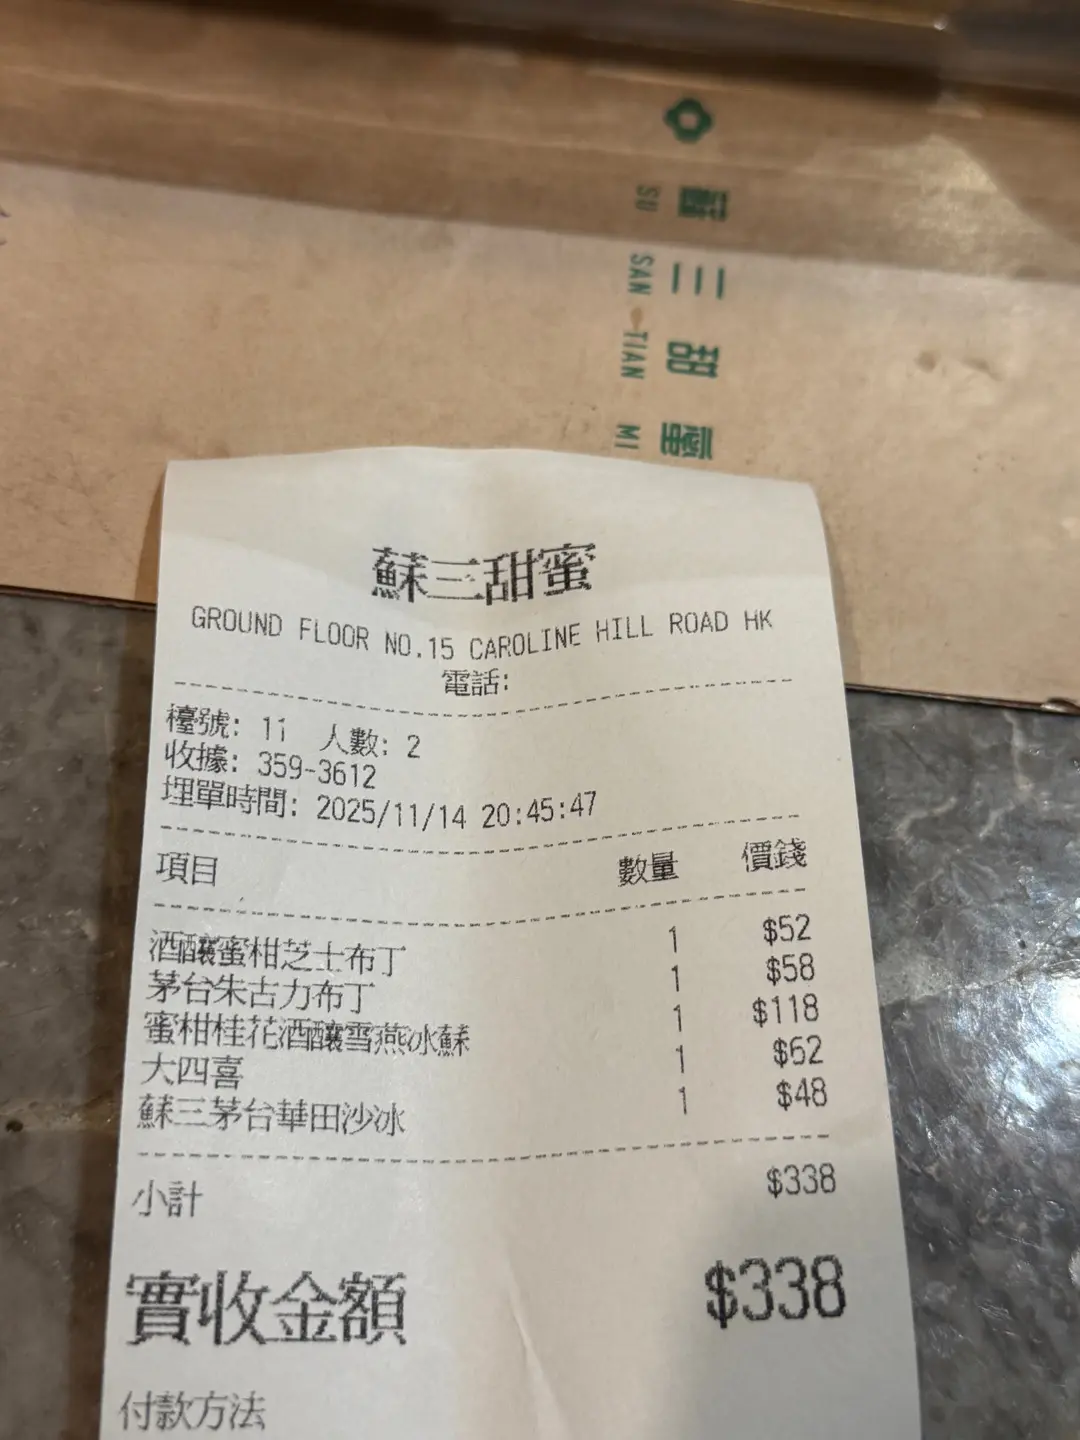 蘇 三 甜 蜜
SU SAN TIAN MI
蘇三甜蜜
GROUND FLOOR NO.15 CAROLINE HILL ROAD HK
電話:
檯號: 11 人數: 2
收據: 359-3612
埋單時間: 2025/11/14 20:45:47
項目 數量 價錢
酒釀蜜柑芝士布丁 1 $52
茅台朱古力布丁 1 $58
蜜柑桂花酒釀雪燕冰蘇 1 $118
大四喜 1 $62
蘇三茅台華田沙冰 1 $48
小計 $338
實收金額 $338
付款方法